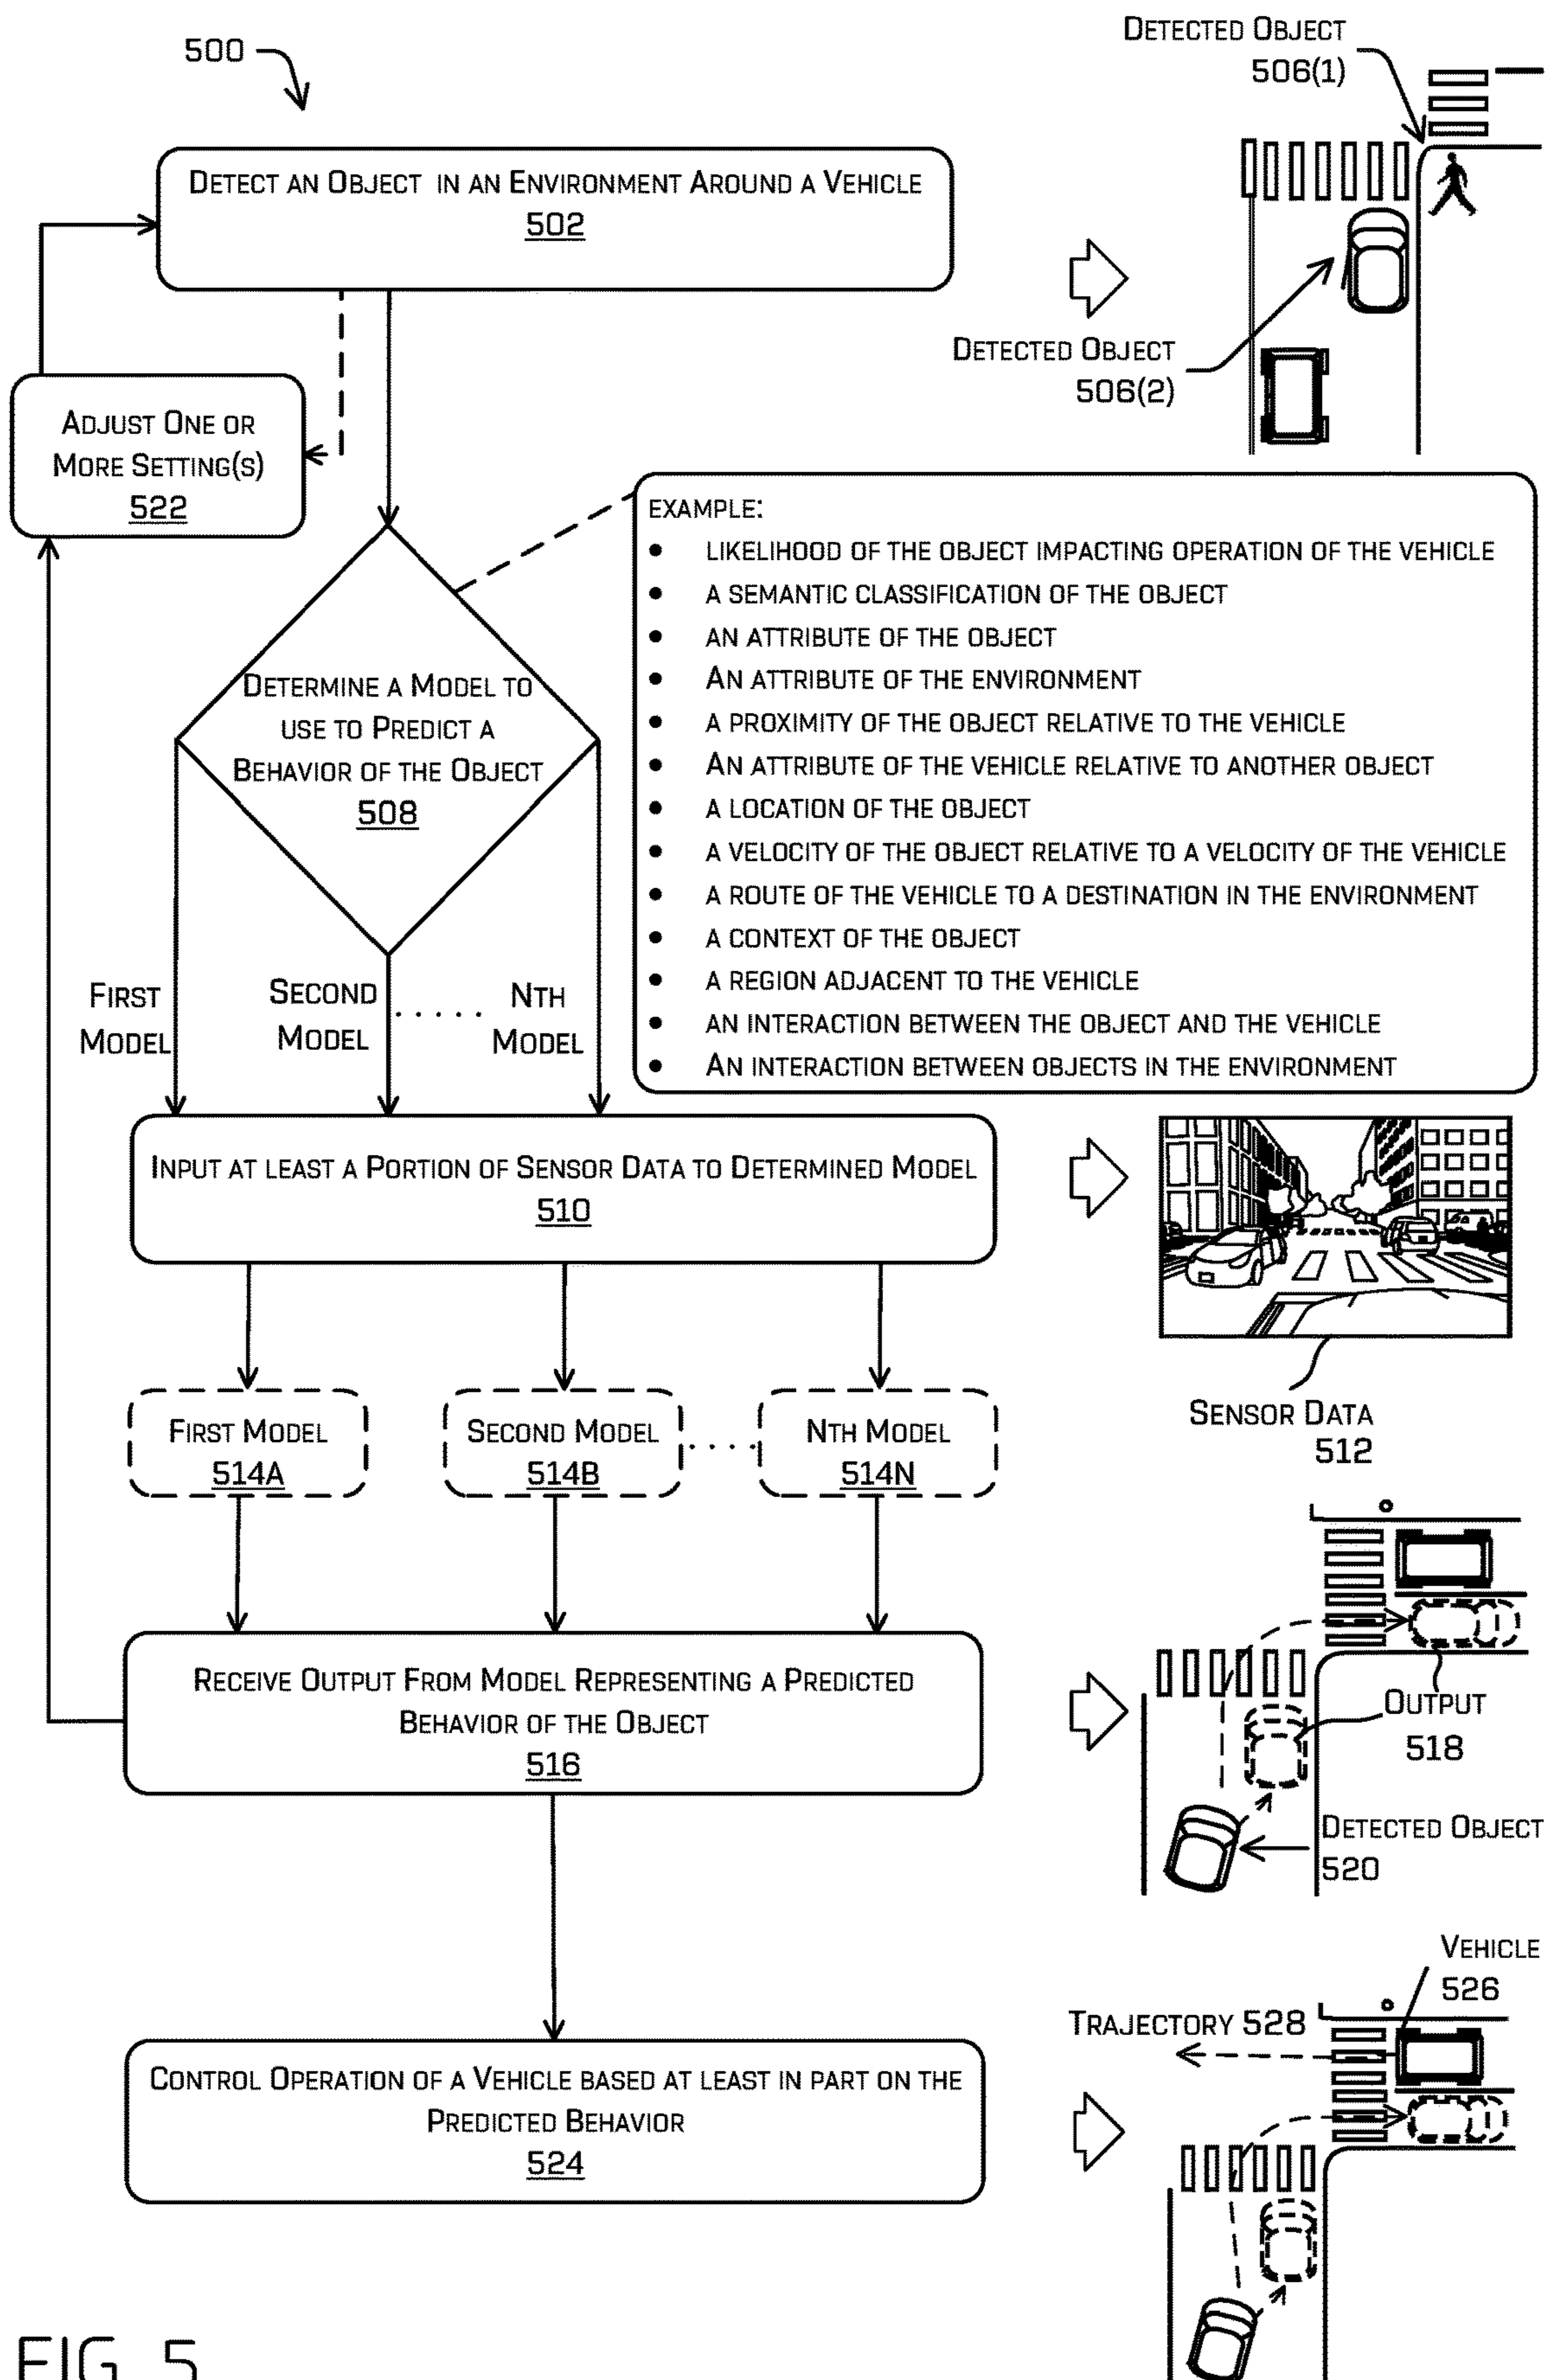 500
DETECTED OBJECT
506(1)
DETECT AN OBJECT IN AN ENVIRONMENT AROUND A VEHICLE
502
DETECTED OBJECT
506(2)
ADJUST ONE OR
MORE SETTING(S)
522
EXAMPLE:
• LIKELIHOOD OF THE OBJECT IMPACTING OPERATION OF THE VEHICLE
• A SEMANTIC CLASSIFICATION OF THE OBJECT
• AN ATTRIBUTE OF THE OBJECT
• AN ATTRIBUTE OF THE ENVIRONMENT
• A PROXIMITY OF THE OBJECT RELATIVE TO THE VEHICLE
• AN ATTRIBUTE OF THE VEHICLE RELATIVE TO ANOTHER OBJECT
• A LOCATION OF THE OBJECT
• A VELOCITY OF THE OBJECT RELATIVE TO A VELOCITY OF THE VEHICLE
• A ROUTE OF THE VEHICLE TO A DESTINATION IN THE ENVIRONMENT
• A CONTEXT OF THE OBJECT
• A REGION ADJACENT TO THE VEHICLE
• AN INTERACTION BETWEEN THE OBJECT AND THE VEHICLE
• AN INTERACTION BETWEEN OBJECTS IN THE ENVIRONMENT
DETERMINE A MODEL TO
USE TO PREDICT A
BEHAVIOR OF THE OBJECT
508
FIRST
MODEL
SECOND
MODEL
NTH
MODEL
INPUT AT LEAST A PORTION OF SENSOR DATA TO DETERMINED MODEL
510
SENSOR DATA
512
FIRST MODEL
514A
SECOND MODEL
514B
NTH MODEL
514N
RECEIVE OUTPUT FROM MODEL REPRESENTING A PREDICTED
BEHAVIOR OF THE OBJECT
516
OUTPUT
518
DETECTED OBJECT
520
VEHICLE
526
TRAJECTORY 528
CONTROL OPERATION OF A VEHICLE BASED AT LEAST IN PART ON THE
PREDICTED BEHAVIOR
524
FIG. 5